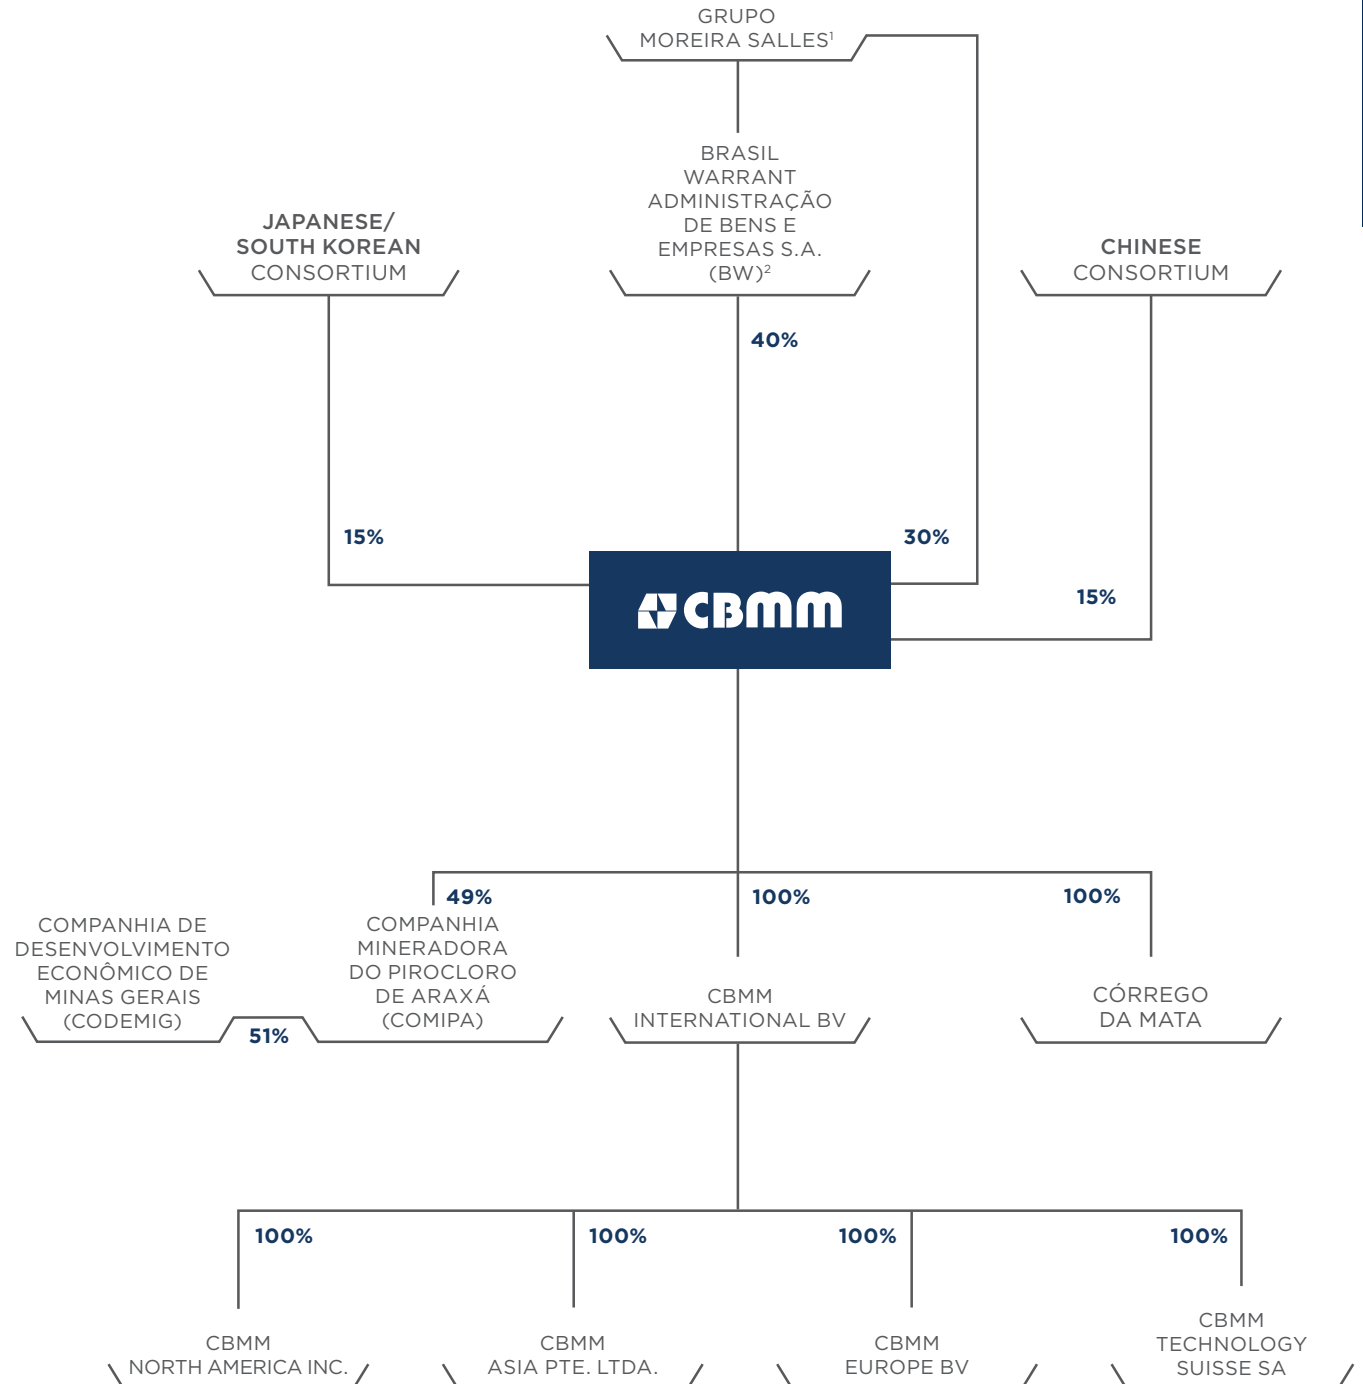 GRUPO
MOREIRA SALLES¹
BRASIL
WARRANT
ADMINISTRAÇÃO
DE BENS E
EMPRESAS S.A.
(BW)²
JAPANESE/
SOUTH KOREAN
CONSORTIUM
CHINESE
CONSORTIUM
40%
15%
30%
15%
CBMM
49%
100%
100%
COMPANHIA DE
DESENVOLVIMENTO
ECONÔMICO DE
MINAS GERAIS
(CODEMIG)
51%
COMPANHIA
MINERADORA
DO PIROCLORO
DE ARAXÁ
(COMIPA)
CBMM
INTERNATIONAL BV
CÓRREGO
DA MATA
100%
100%
100%
100%
CBMM
NORTH AMERICA INC.
CBMM
ASIA PTE. LTDA.
CBMM
EUROPE BV
CBMM
TECHNOLOGY
SUISSE SA